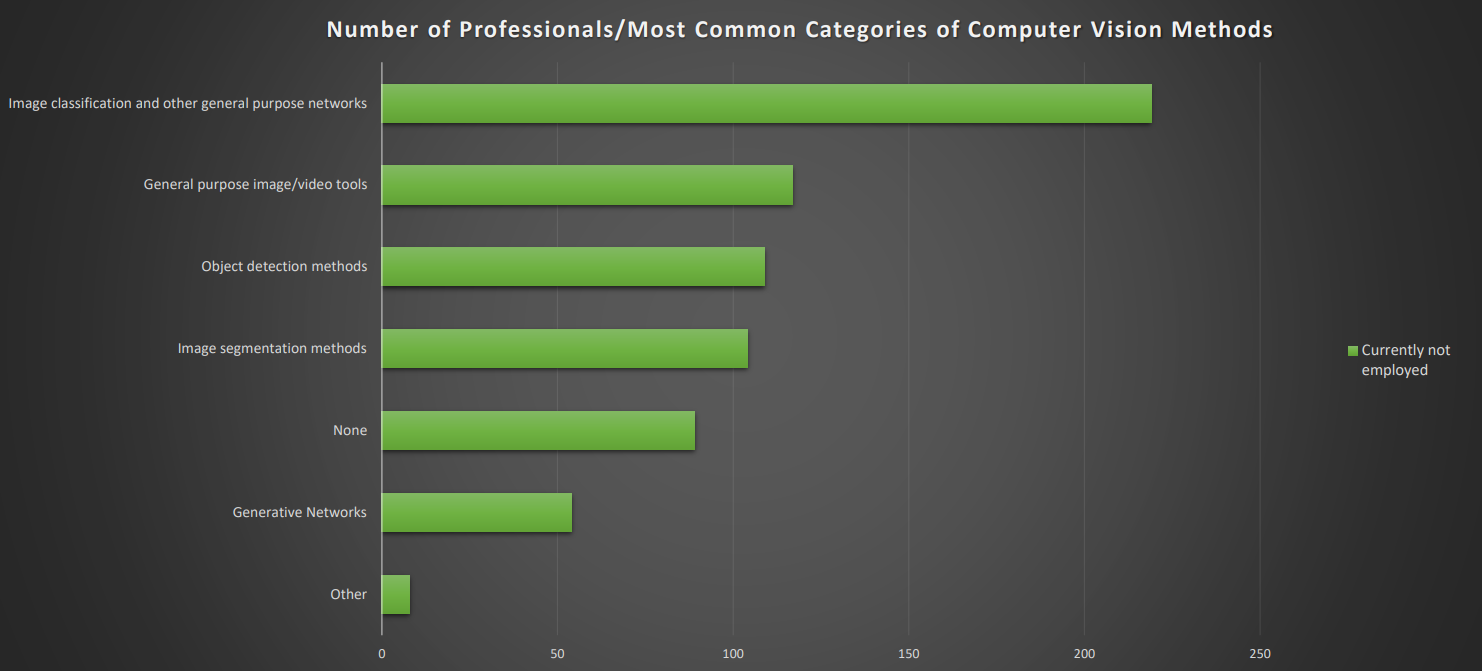 Number of Professionals/Most Common Categories of Computer Vision Methods
Image classification and other general purpose networks
General purpose image/video tools
Object detection methods
Image segmentation methods
None
Generative Networks
Other
0 50 100 150 200 250
Currently not
employed